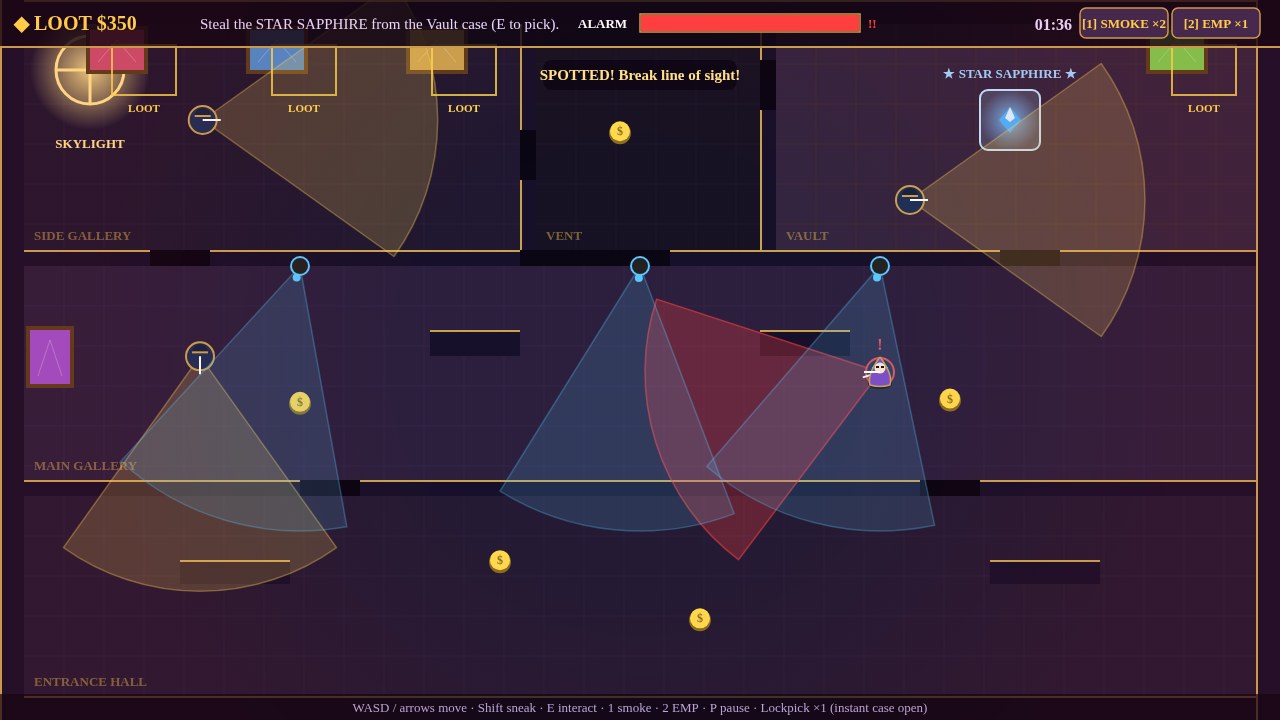 ◆ LOOT $350
Steal the STAR SAPPHIRE from the Vault case (E to pick).
ALARM
!!
01:36
[1] SMOKE ×2
[2] EMP ×1
SPOTTED! Break line of sight!
★ STAR SAPPHIRE ★
LOOT
LOOT
LOOT
LOOT
$
SKYLIGHT
SIDE GALLERY
VENT
VAULT
!
$
$
MAIN GALLERY
$
$
ENTRANCE HALL
WASD / arrows move · Shift sneak · E interact · 1 smoke · 2 EMP · P pause · Lockpick ×1 (instant case open)